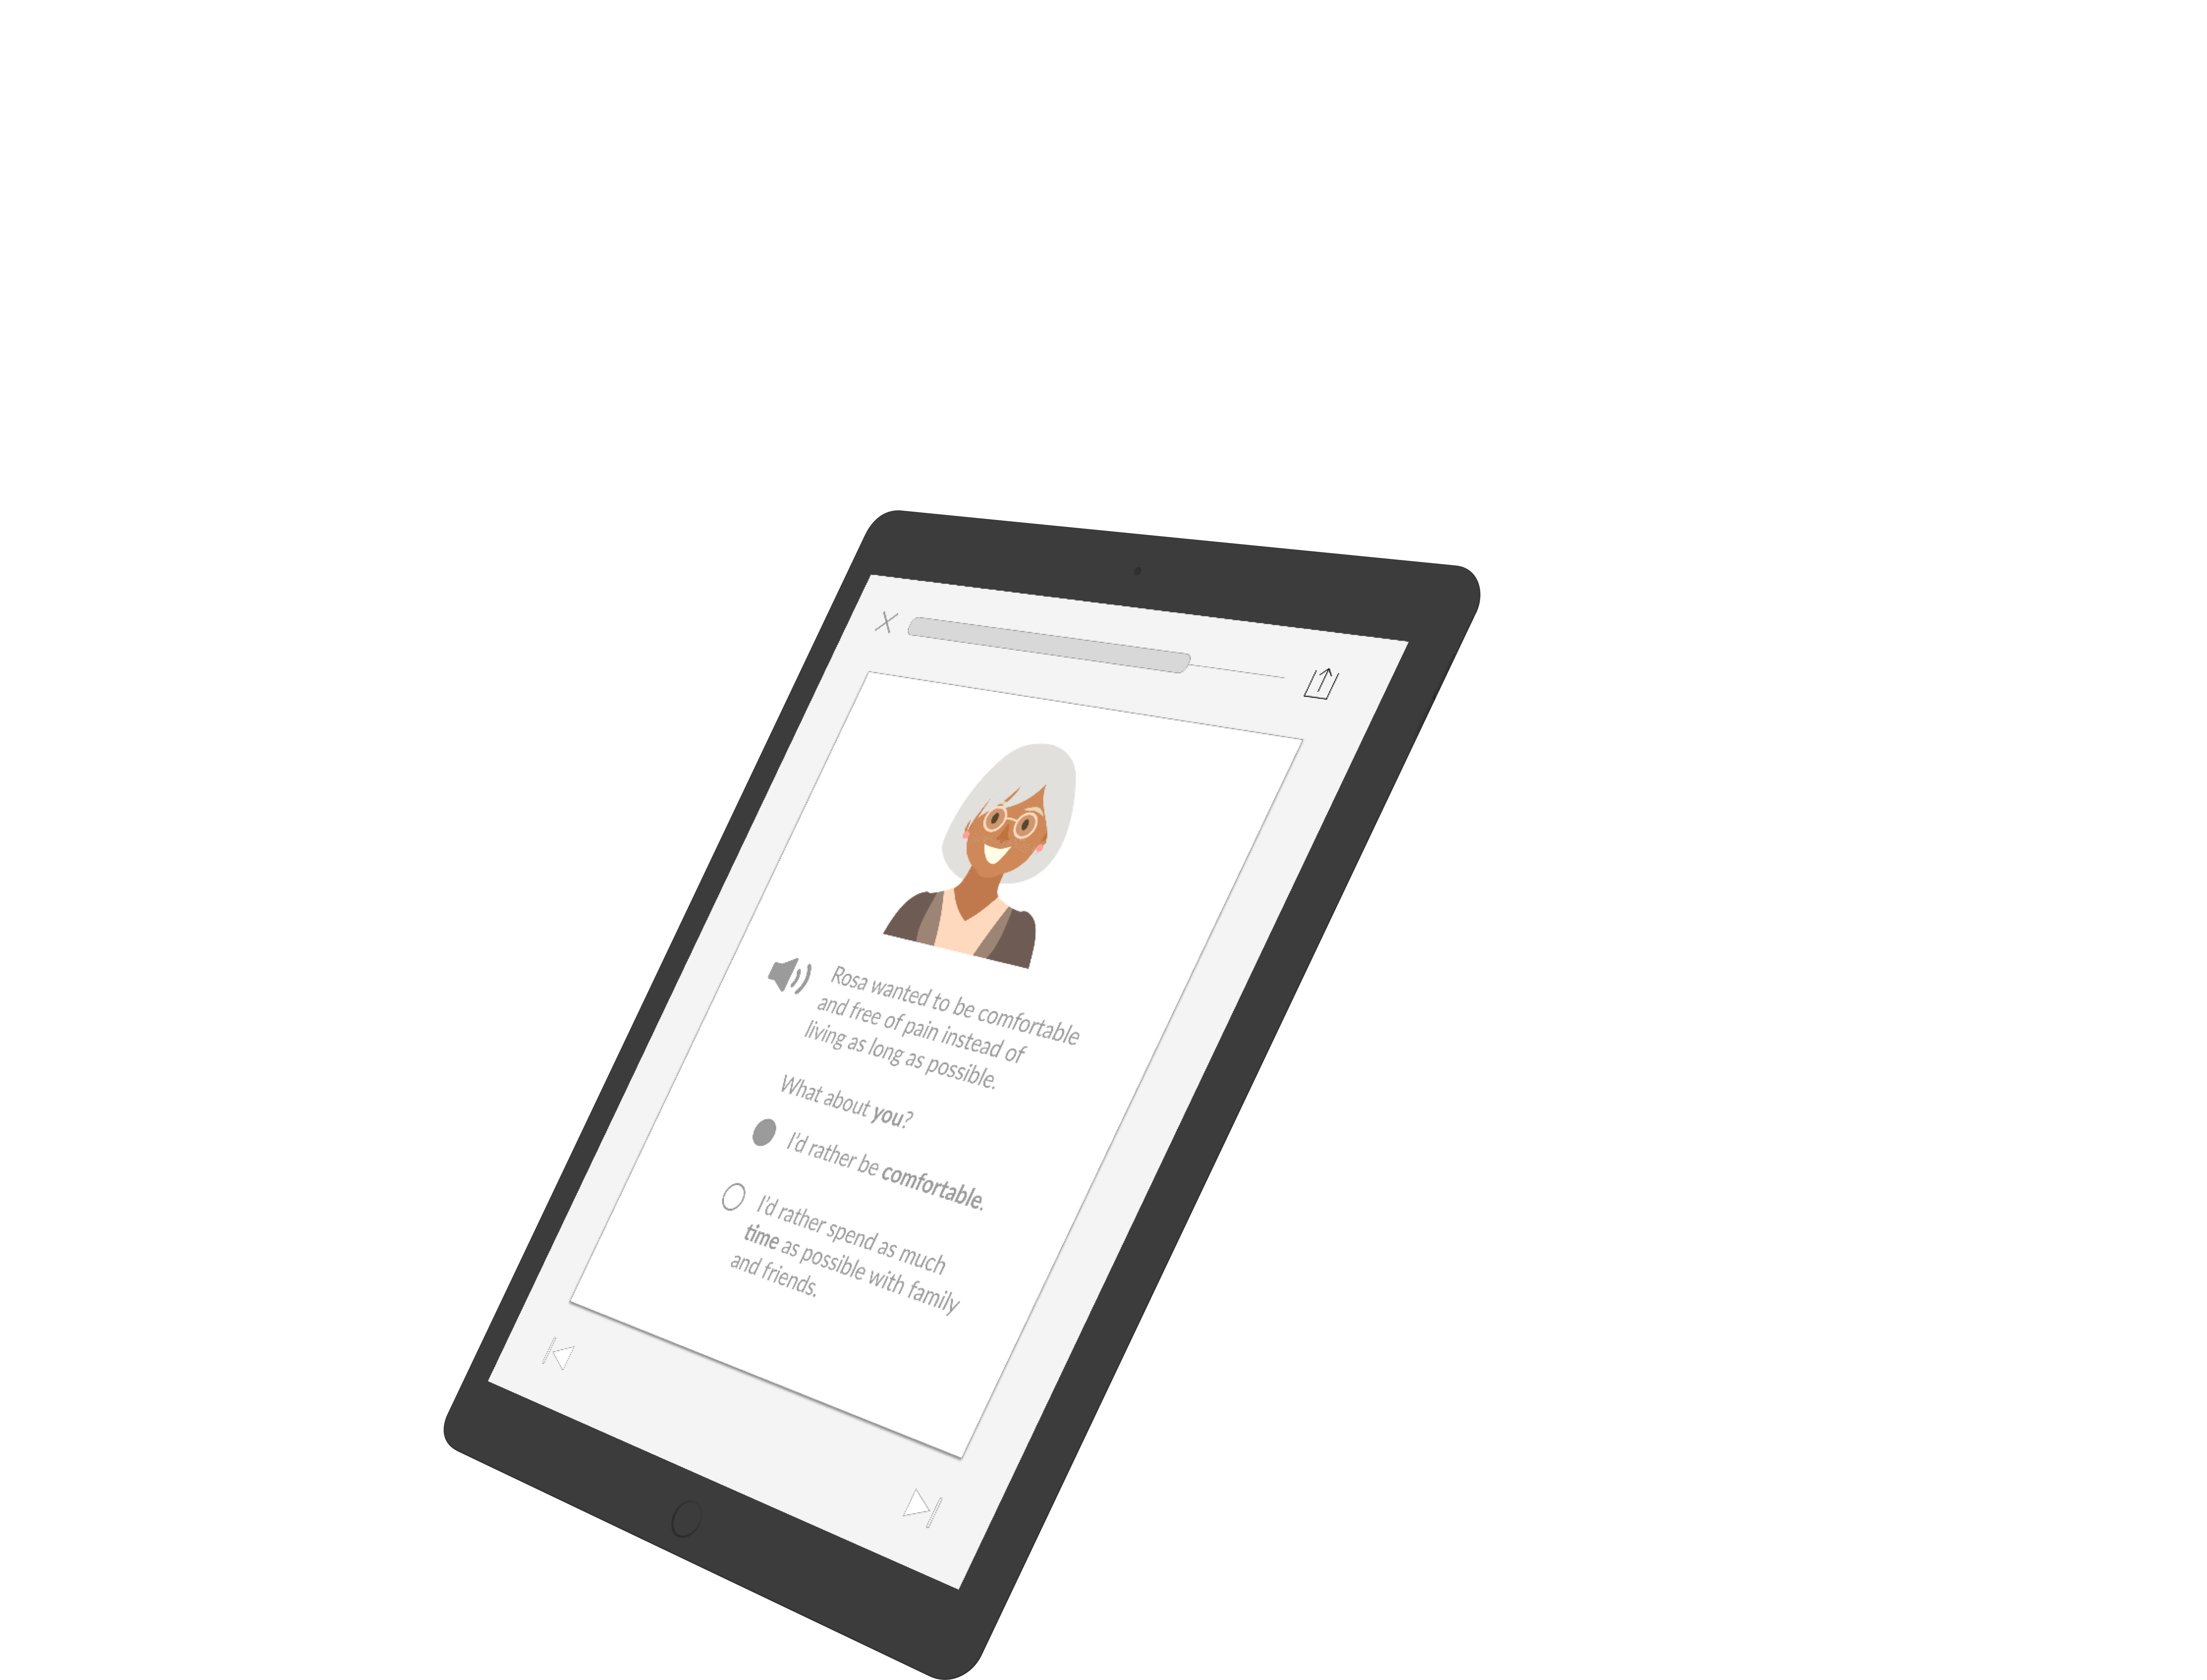 Rosa wanted to be comfortable
and free of pain instead of
living as long as possible.
What about you?
I'd rather be comfortable.
I'd rather spend as much
time as possible with family
and friends.